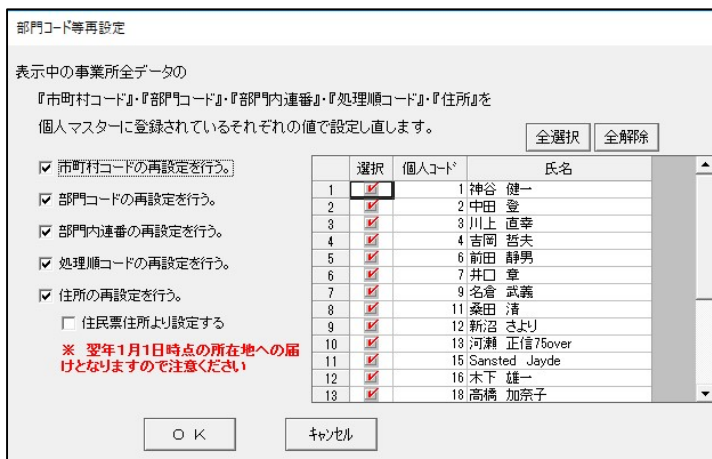 部門コード等再設定
表示中の事業所全データの
『市町村コード』・『部門コード』・『部門内連番』・『処理順コード』・『住所』を
個人マスターに登録されているそれぞれの値で設定し直します。
全選択 全解除
市町村コードの再設定を行う。
部門コードの再設定を行う。
部門内連番の再設定を行う。
処理順コードの再設定を行う。
住所の再設定を行う。
住民票住所より設定する
※ 翌年1月1日時点の所在地への届
けとなりますので注意ください
選択 個人コード 氏名
1 1 神谷 健一
2 2 中田 登
3 3 川上 直幸
4 4 吉岡 哲夫
5 6 前田 静男
6 7 井口 章
7 9 名倉 武義
8 11 桑田 清
9 12 新沼 さより
10 13 河瀬 正信75over
11 15 Sansted Jayde
12 16 木下 雄一
13 18 高橋 加奈子
OK キャンセル